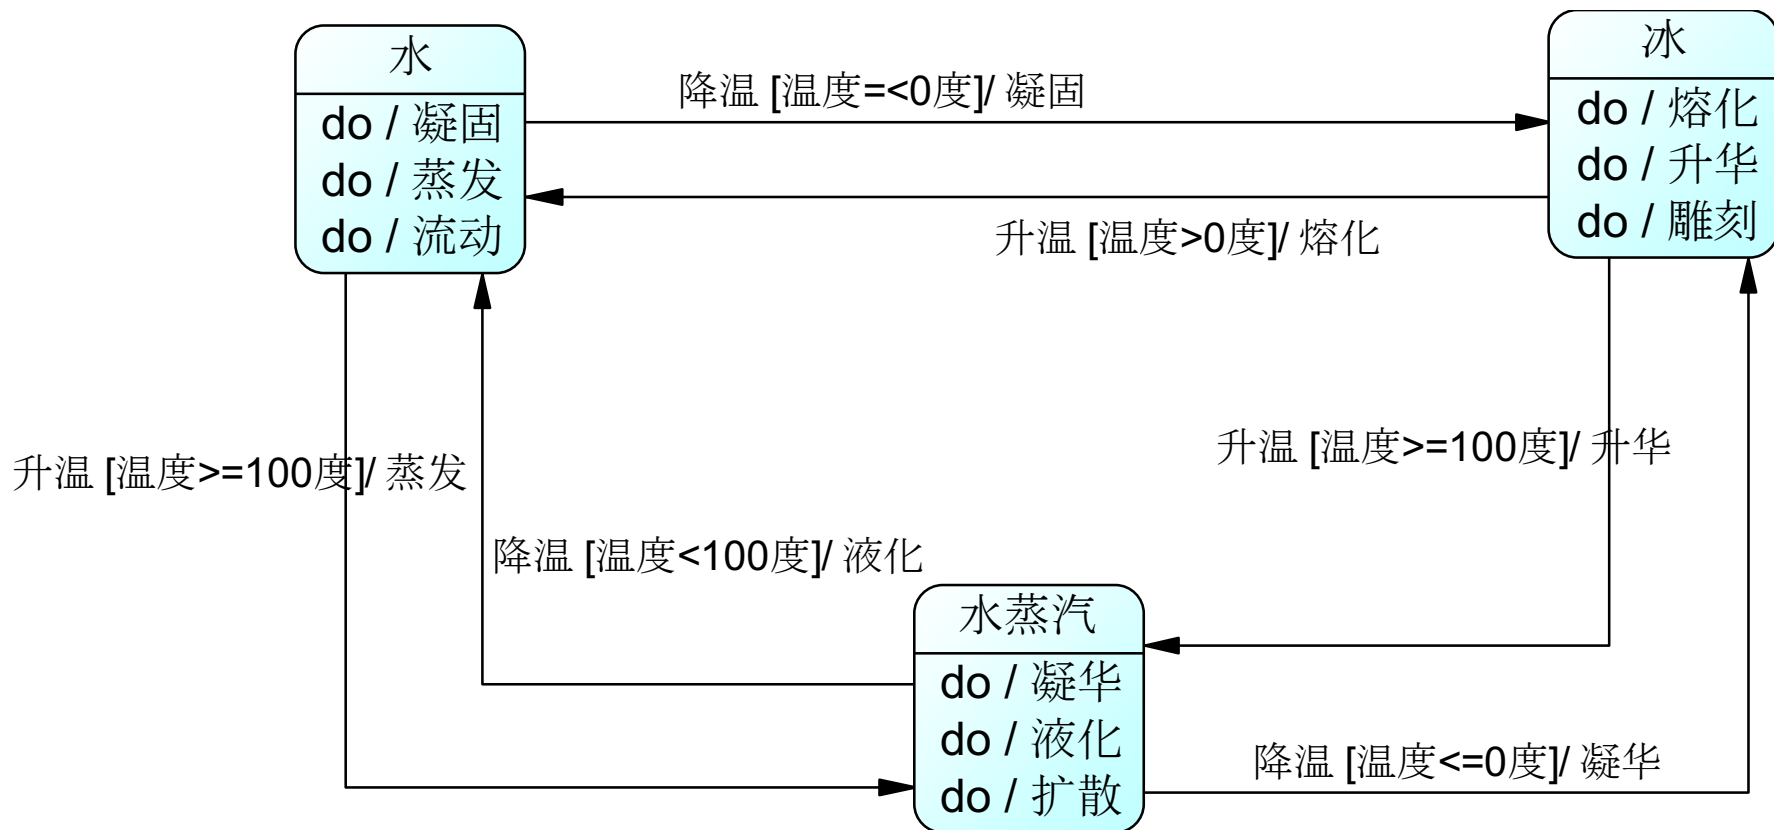 水
do / 凝固
do / 蒸发
do / 流动
降温 [温度=<0度]/ 凝固
升温 [温度>0度]/ 熔化
冰
do / 熔化
do / 升华
do / 雕刻
升温 [温度>=100度]/ 蒸发
降温 [温度<100度]/ 液化
升温 [温度>=100度]/ 升华
水蒸汽
do / 凝华
do / 液化
do / 扩散
降温 [温度<=0度]/ 凝华